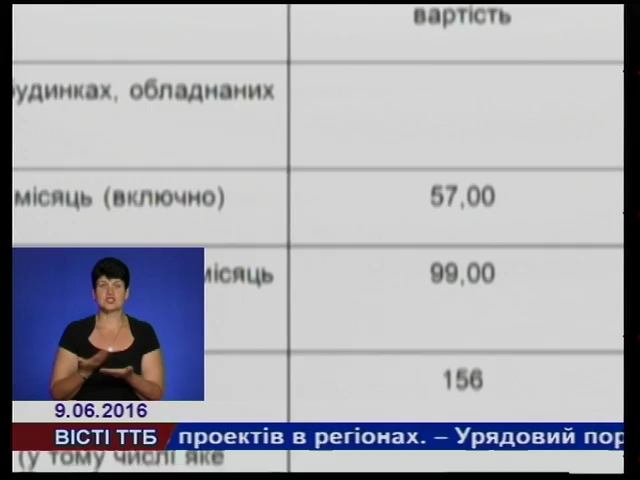 вартість
будинках, обладнаних
місяць (включно)
57,00
місяць
99,00
156
9.06.2016
ВІСТІ ТТБ
проектів в регіонах. – Урядовий пор
(у тому числі яке